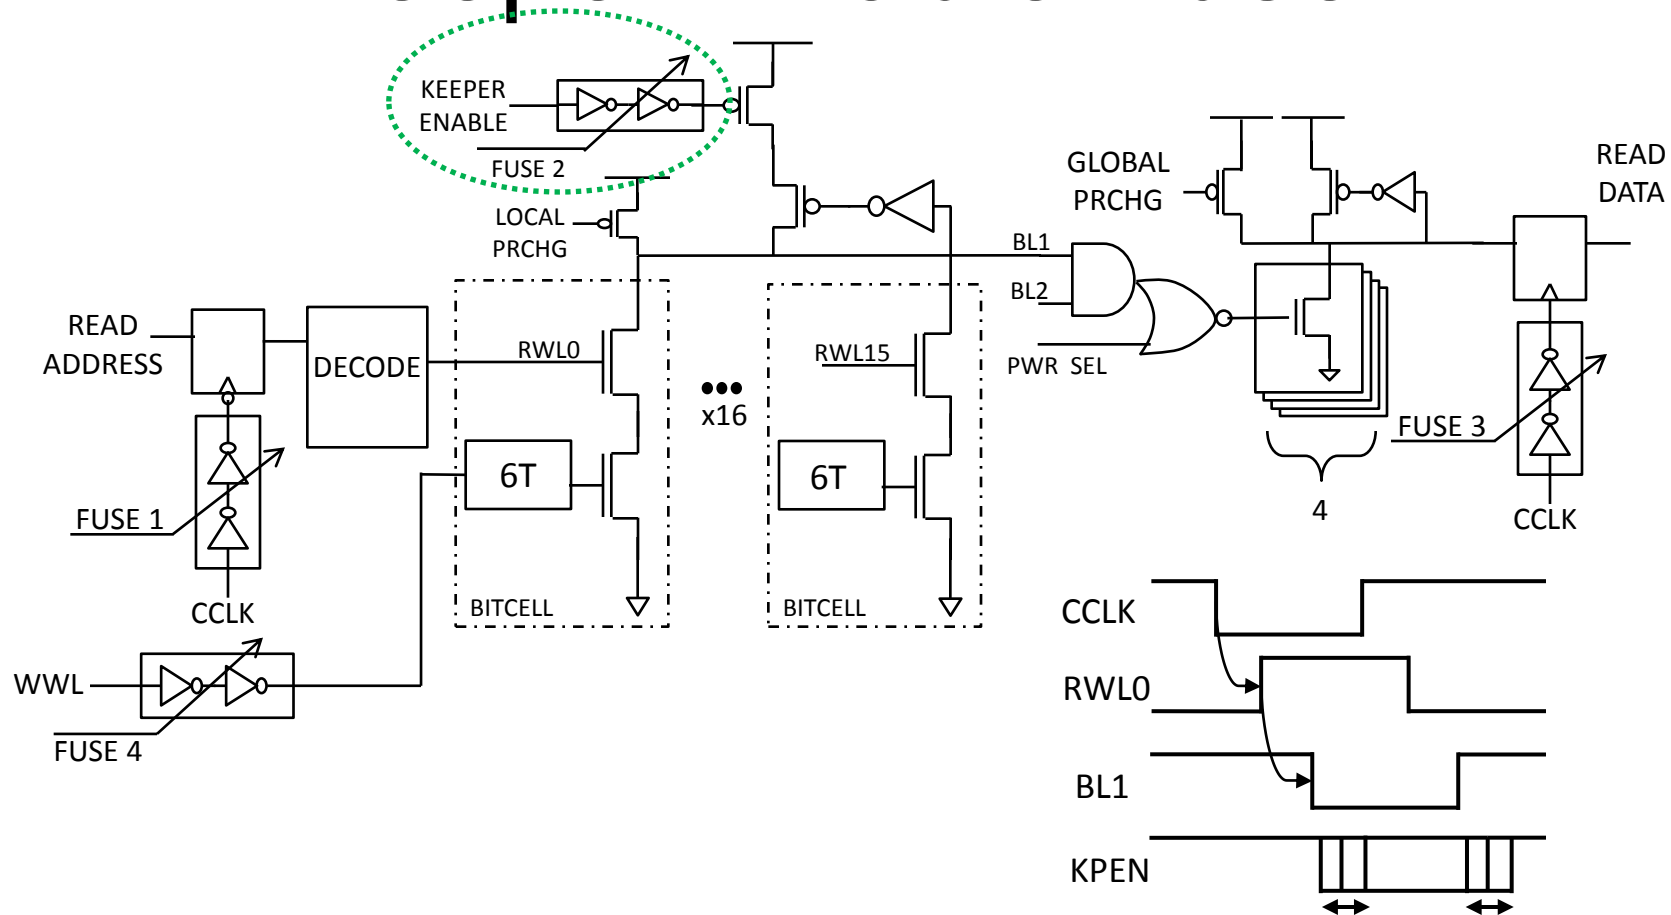 KEEPER
ENABLE
FUSE 2
LOCAL
PRCHG
GLOBAL
PRCHG
READ
DATA
BL1
BL2
PWR SEL
READ
ADDRESS
DECODE
RWL0
RWL15
x16
6T
6T
FUSE 1
CCLK
BITCELL
BITCELL
FUSE 3
4
CCLK
WWL
FUSE 4
CCLK
RWL0
BL1
KPEN